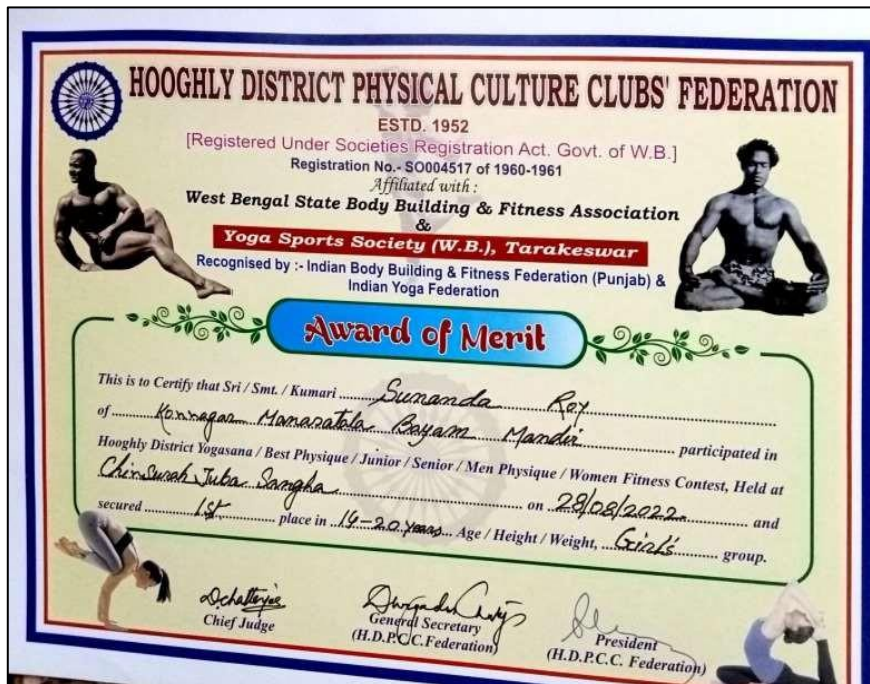 HOOGHLY DISTRICT PHYSICAL CULTURE CLUBS' FEDERATION
ESTD. 1952
[Registered Under Societies Registration Act. Govt. of W.B.]
Registration No.- SO004517 of 1960-1961
Affiliated with :
West Bengal State Body Building & Fitness Association
&
Yoga Sports Society (W.B.), Tarakeswar
Recognised by :- Indian Body Building & Fitness Federation (Punjab) &
Indian Yoga Federation
Award of Merit
This is to Certify that Sri / Smt. / Kumari Sunanda Roy
of Konnagar Manasatala Bayam Mandir participated in
Hooghly District Yogasana / Best Physique / Junior / Senior / Men Physique / Women Fitness Contest, Held at
Chinsurah Juba Sangha on 28/08/2022 and
secured 1st place in 14-20 years Age / Height / Weight, Girl's group.
D.Chatterjee
Chief Judge
General Secretary
(H.D.P.C.C. Federation)
President
(H.D.P.C.C. Federation)